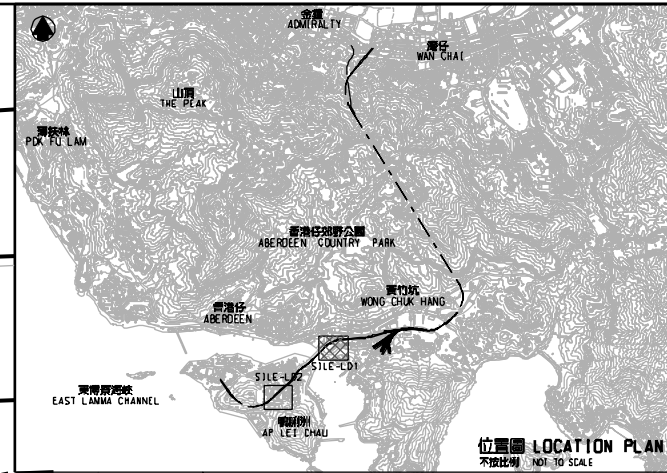 金鐘
ADMIRALTY
灣仔
WAN CHAI
山頂
THE PEAK
薄扶林
POK FU LAM
香港仔郊野公園
ABERDEEN COUNTRY PARK
黃竹坑
WONG CHUK HANG
香港仔
ABERDEEN
SILE-LD1
SILE-LD2
東博寮海峽
EAST LAMMA CHANNEL
鴨脷洲
AP LEI CHAU
位置圖 LOCATION PLAN
不按比例 NOT TO SCALE